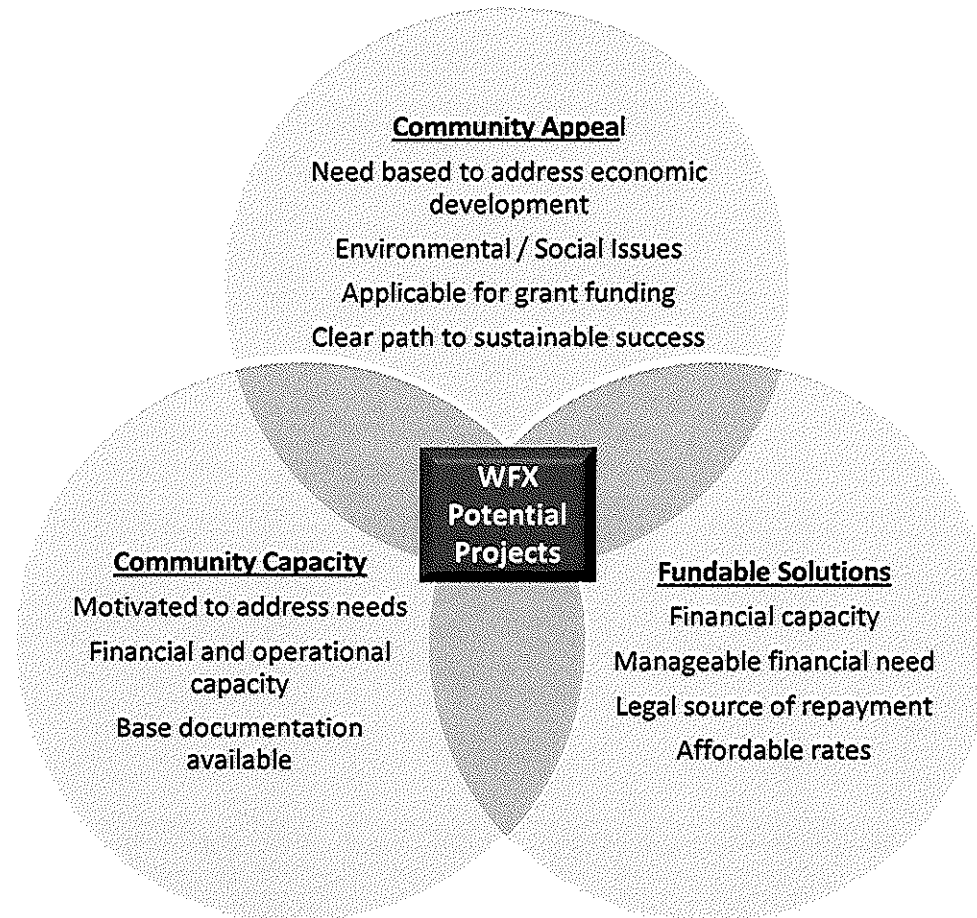 Community Appeal
Need based to address economic
development
Environmental / Social Issues
Applicable for grant funding
Clear path to sustainable success
WFX
Potential
Projects
Community Capacity
Motivated to address needs
Financial and operational
capacity
Base documentation
available
Fundable Solutions
Financial capacity
Manageable financial need
Legal source of repayment
Affordable rates